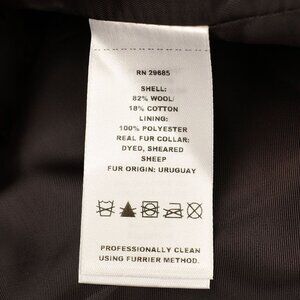 RN 29685
SHELL:
82% WOOL
18% COTTON
LINING:
100% POLYESTER
REAL FUR COLLAR:
DYED, SHEARED
SHEEP
FUR ORIGIN: URUGUAY
PROFESSIONALLY CLEAN
USING FURRIER METHOD.